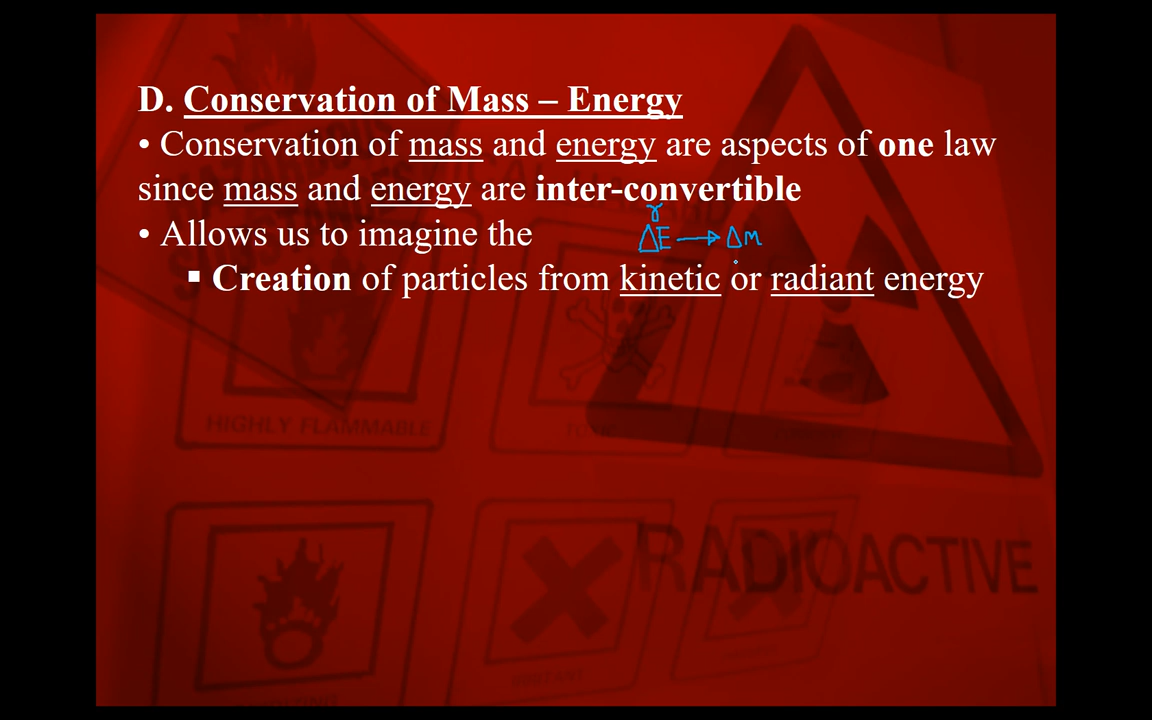 D. Conservation of Mass – Energy
• Conservation of mass and energy are aspects of one law
since mass and energy are inter-convertible
γ
• Allows us to imagine the ΔE → ΔM
▪ Creation of particles from kinetic or radiant energy
HIGHLY FLAMMABLE
RADIOACTIVE